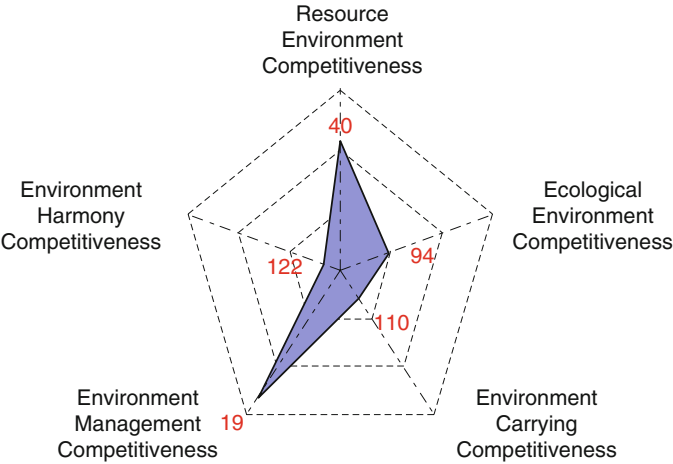 Resource
Environment
Competitiveness
40
Environment
Harmony
Competitiveness
Ecological
Environment
Competitiveness
122
94
110
Environment
Management
Competitiveness
19
Environment
Carrying
Competitiveness